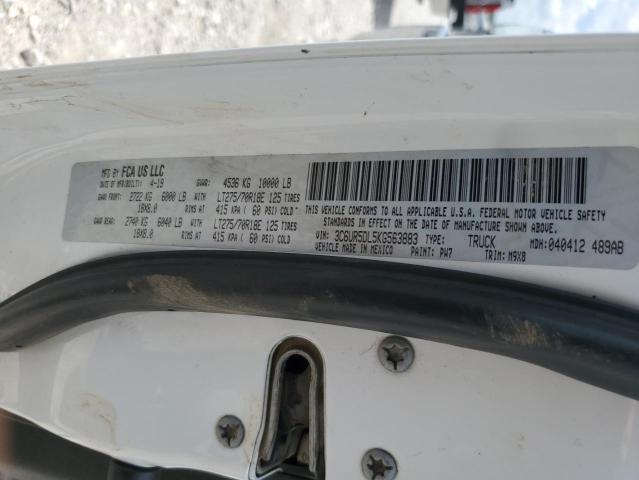 MFD BY FCA US LLC
DATE OF MFR/BUILT: 4-19 GVWR: 4536 KG 10000 LB
GAWR FRONT: 2722 KG 6000 LB WITH LT275/70R18E 125 TIRES
18X8.0 RIMS AT 415 KPA ( 60 PSI) COLD
GAWR REAR: 2740 KG 6040 LB WITH LT275/70R18E 125 TIRES
18X8.0 RIMS AT 415 KPA ( 60 PSI) COLD
THIS VEHICLE CONFORMS TO ALL APPLICABLE U.S.A. FEDERAL MOTOR VEHICLE SAFETY
STANDARDS IN EFFECT ON THE DATE OF MANUFACTURE SHOWN ABOVE.
VIN: 3C6UR5DL5KG563883 TYPE: TRUCK MDH: 040412 489AB
VEHICLE MADE IN MEXICO PAINT: PW7 TRIM: M9X8